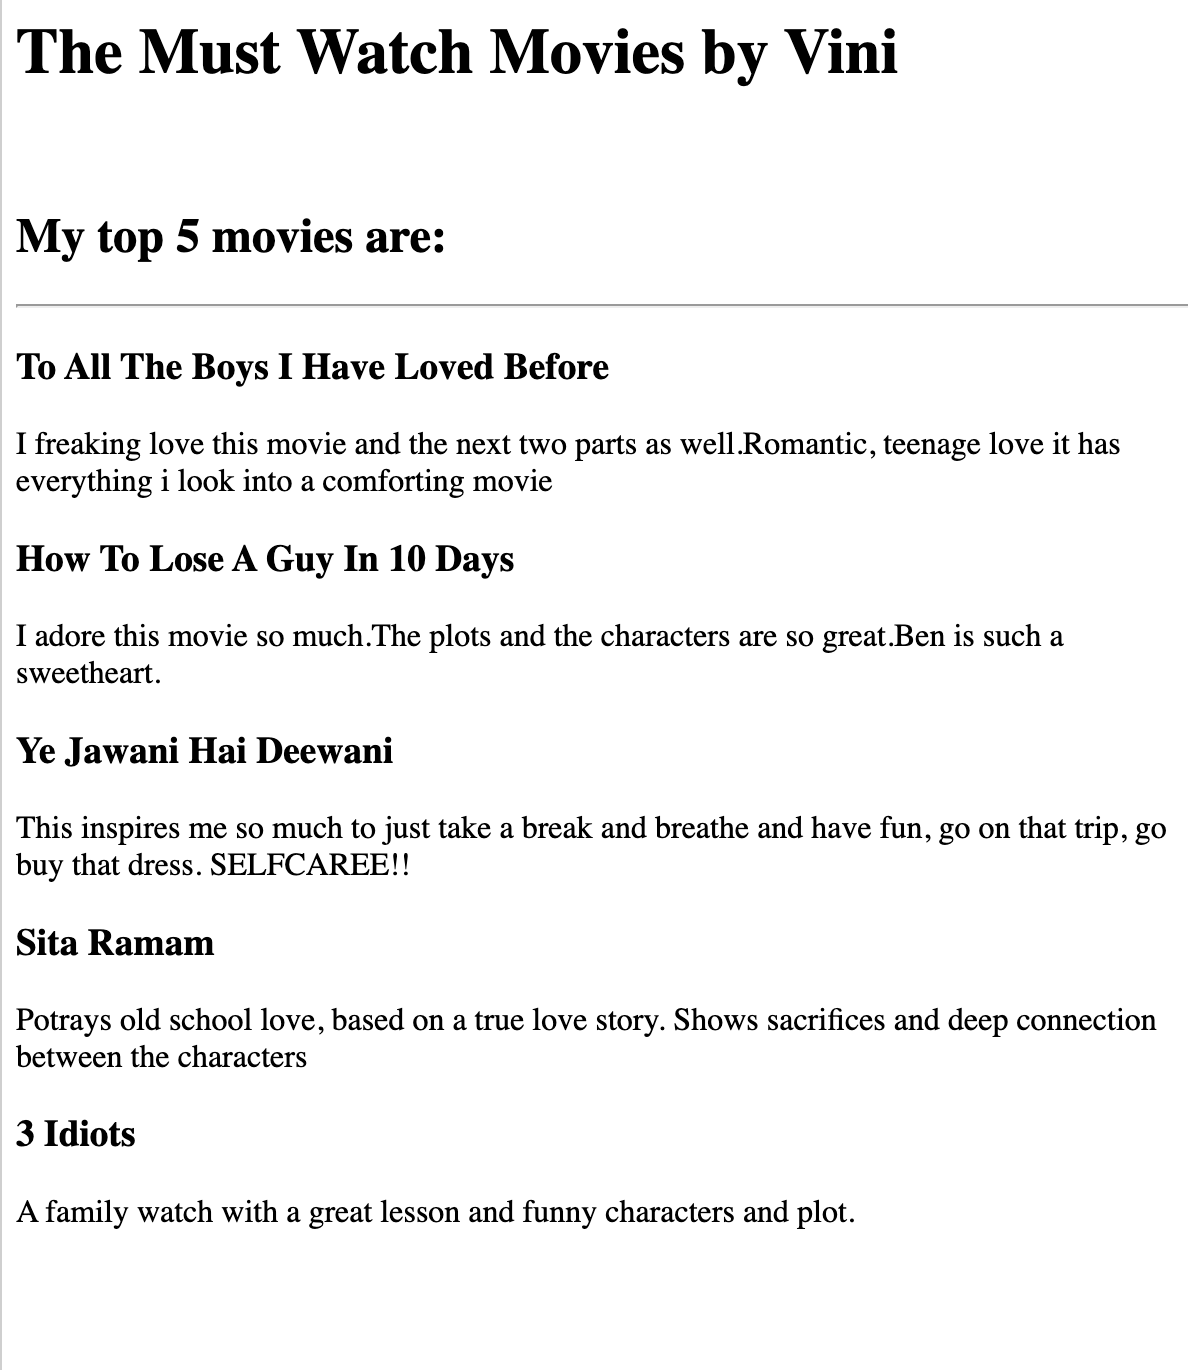 The Must Watch Movies by Vini
My top 5 movies are:
To All The Boys I Have Loved Before
I freaking love this movie and the next two parts as well.Romantic, teenage love it has
everything i look into a comforting movie
How To Lose A Guy In 10 Days
I adore this movie so much.The plots and the characters are so great.Ben is such a
sweetheart.
Ye Jawani Hai Deewani
This inspires me so much to just take a break and breathe and have fun, go on that trip, go
buy that dress. SELFCAREE!!
Sita Ramam
Potrays old school love, based on a true love story. Shows sacrifices and deep connection
between the characters
3 Idiots
A family watch with a great lesson and funny characters and plot.